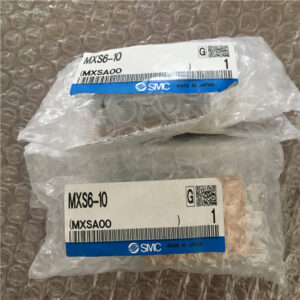 MXS6-10
G
(MXSA00 )
1
SMC
MADE IN JAPAN
MXS6-10
G
(MXSA00 )
1
SMC
MADE IN JAPAN